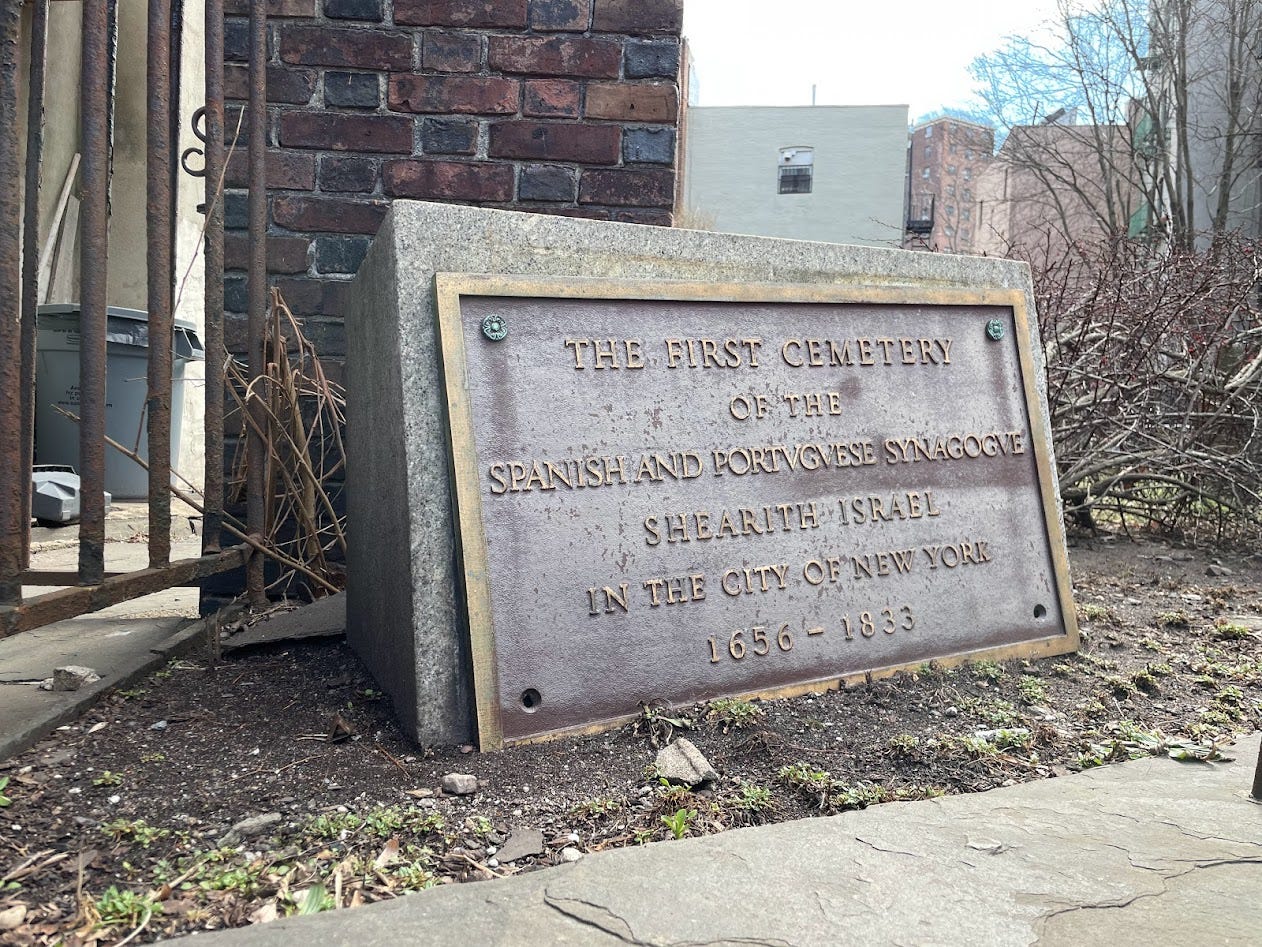 THE FIRST CEMETERY
OF THE
SPANISH AND PORTVGVESE SYNAGOGVE
SHEARITH ISRAEL
IN THE CITY OF NEW YORK
1656 – 1833